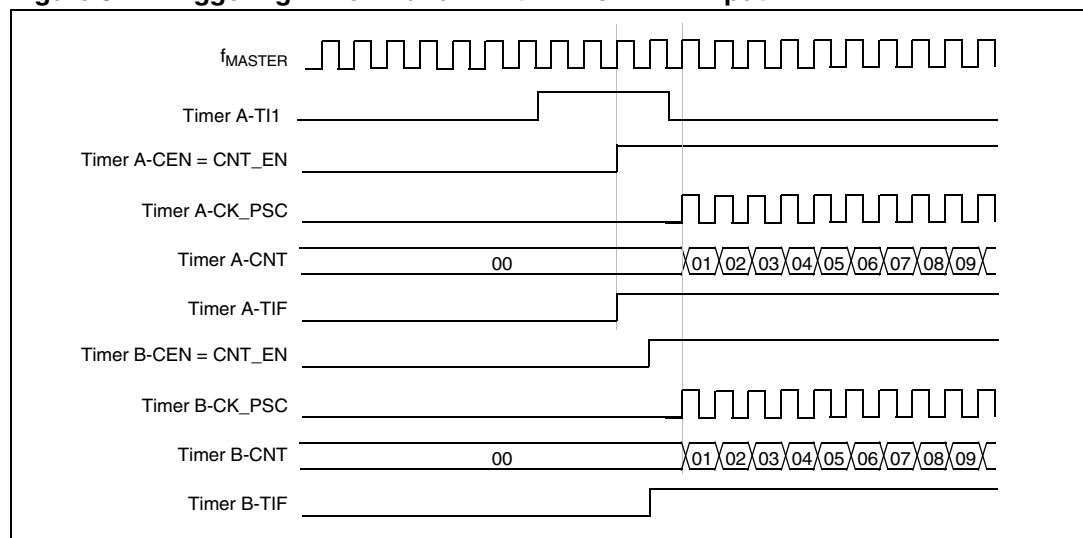 fMASTER
Timer A-TI1
Timer A-CEN = CNT_EN
Timer A-CK_PSC
Timer A-CNT
00
01 02 03 04 05 06 07 08 09
Timer A-TIF
Timer B-CEN = CNT_EN
Timer B-CK_PSC
Timer B-CNT
00
01 02 03 04 05 06 07 08 09
Timer B-TIF